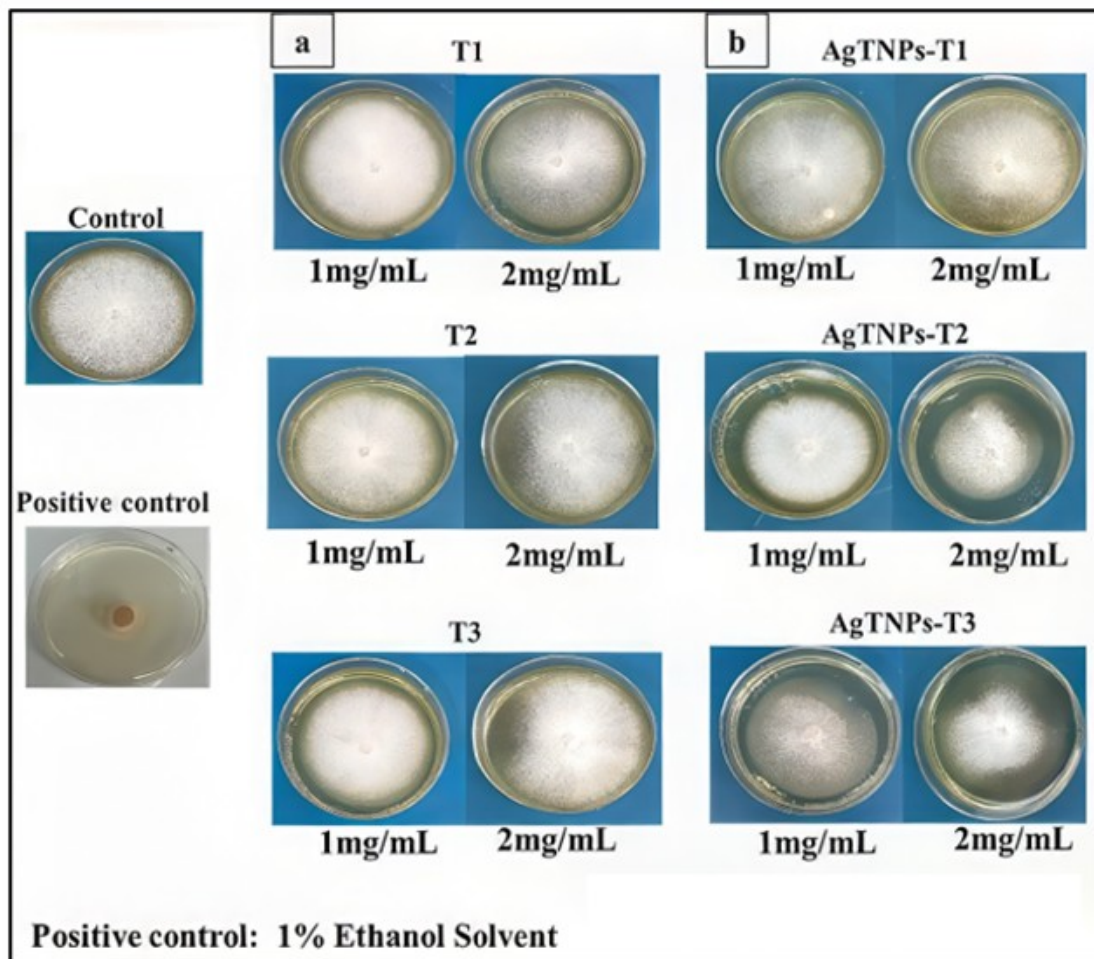 a
T1
b
AgTNPs-T1
1mg/mL
2mg/mL
1mg/mL
2mg/mL
Control
T2
AgTNPs-T2
1mg/mL
2mg/mL
1mg/mL
2mg/mL
Positive control
T3
AgTNPs-T3
1mg/mL
2mg/mL
1mg/mL
2mg/mL
Positive control: 1% Ethanol Solvent